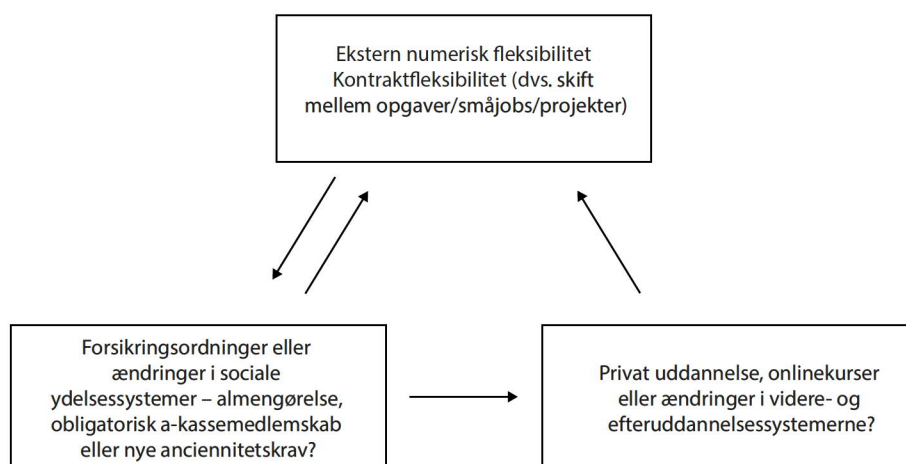 Ekstern numerisk fleksibilitet
Kontraktfleksibilitet (dvs. skift
mellem opgaver/småjobs/projekter)
Forsikringsordninger eller
ændringer i sociale
ydelsessystemer – almengørelse,
obligatorisk a-kassemedlemskab
eller nye anciennitetskrav?
Privat uddannelse, onlinekurser
eller ændringer i videre- og
efteruddannelsessystemerne?